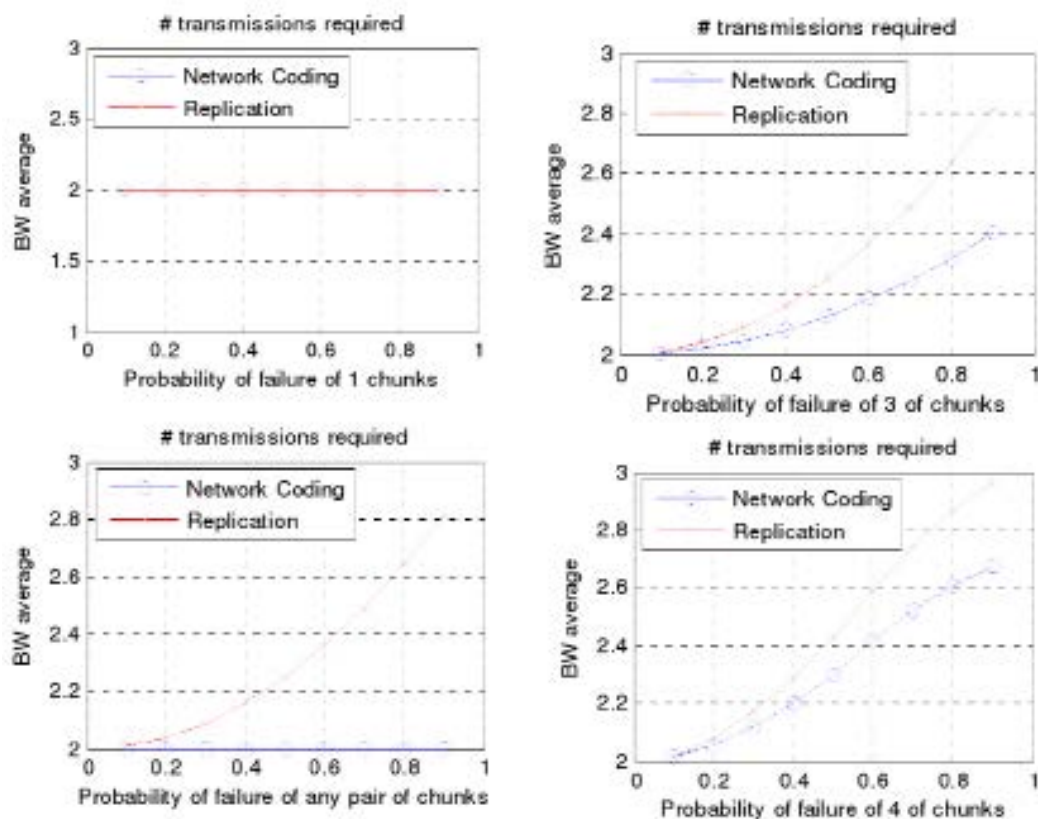 # transmissions required
3
2.5
2
1.5
1
BW average
Network Coding
Replication
0 0.2 0.4 0.6 0.8 1
Probability of failure of 1 chunks
# transmissions required
3
2.8
2.6
2.4
2.2
2
BW average
Network Coding
Replication
0 0.2 0.4 0.6 0.8 1
Probability of failure of 3 of chunks
# transmissions required
3
2.8
2.6
2.4
2.2
2
BW average
Network Coding
Replication
0 0.2 0.4 0.6 0.8 1
Probability of failure of any pair of chunks
# transmissions required
3
2.8
2.6
2.4
2.2
2
BW average
Network Coding
Replication
0 0.2 0.4 0.6 0.8 1
Probability of failure of 4 of chunks